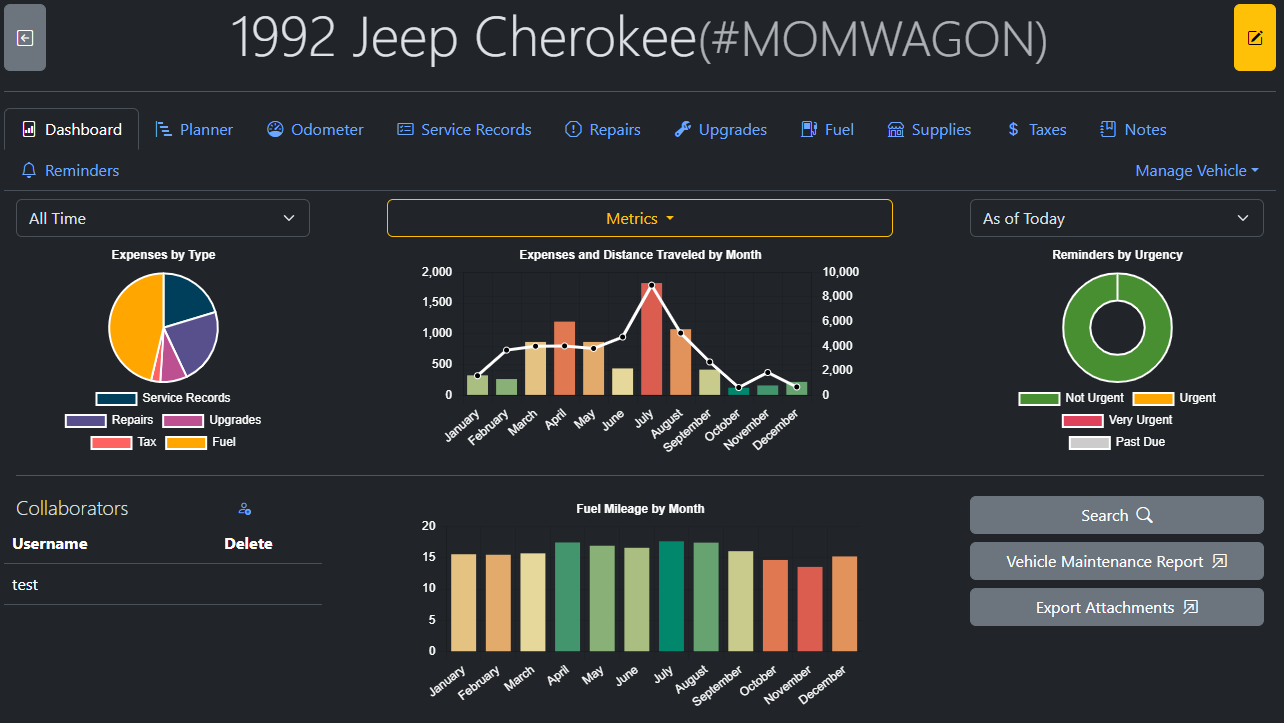 1992 Jeep Cherokee(#MOMWAGON)
Dashboard Planner Odometer Service Records Repairs Upgrades Fuel Supplies Taxes Notes
Reminders Manage Vehicle
All Time
Metrics
As of Today
Expenses by Type
Service Records
Repairs Upgrades
Tax Fuel
Expenses and Distance Traveled by Month
2,000 10,000
8,000
1,500
6,000
1,000
4,000
500
2,000
0 0
January February March April May June July August September October November December
Reminders by Urgency
Not Urgent Urgent
Very Urgent
Past Due
Collaborators
Username Delete
test
Fuel Mileage by Month
20
15
10
5
0
January February March April May June July August September October November December
Search
Vehicle Maintenance Report
Export Attachments